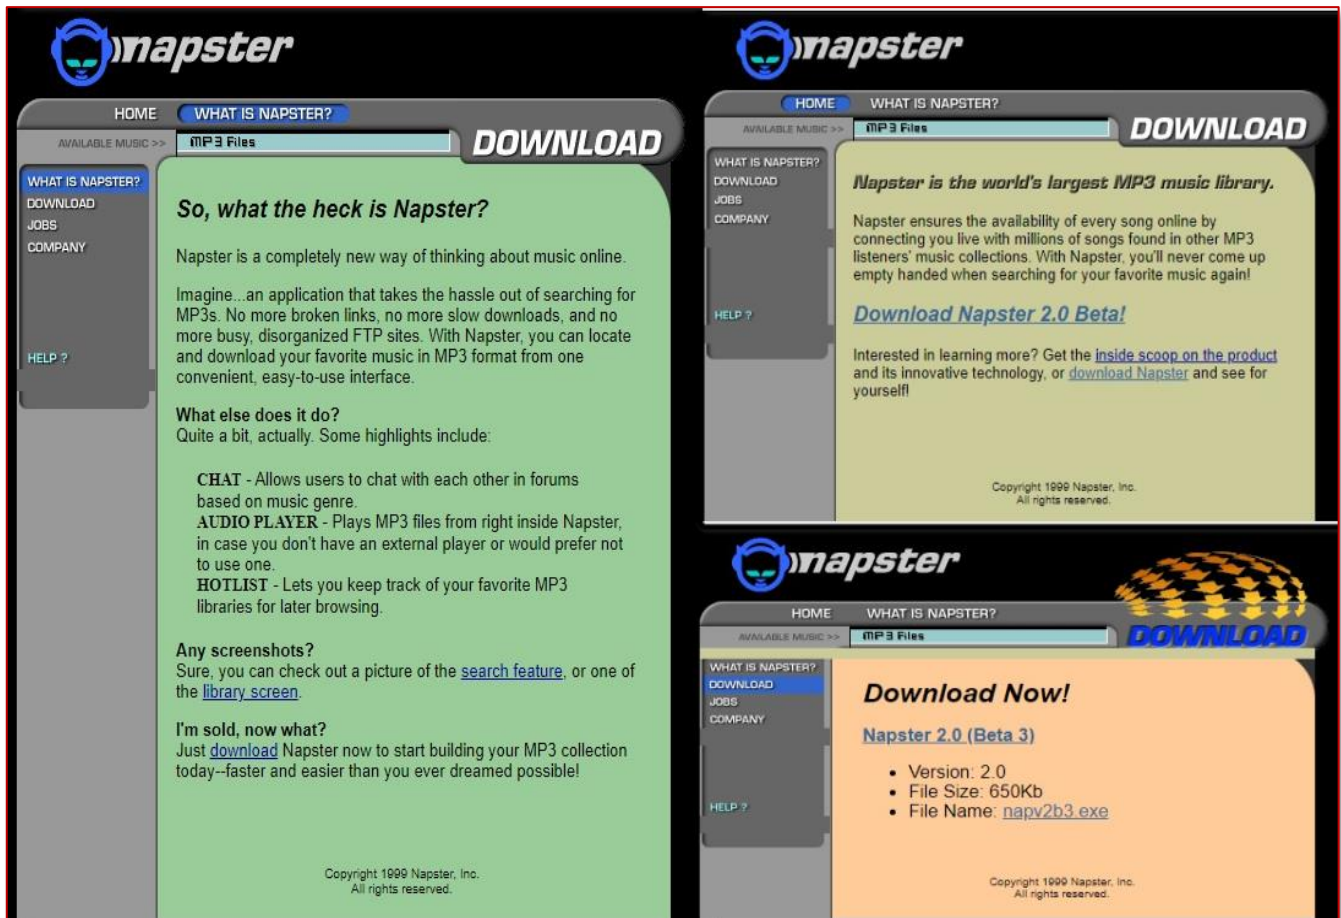 napster
HOME WHAT IS NAPSTER?
AVAILABLE MUSIC >> MP3 Files DOWNLOAD
WHAT IS NAPSTER?
DOWNLOAD
JOBS
COMPANY
HELP ?
So, what the heck is Napster?
Napster is a completely new way of thinking about music online.
Imagine...an application that takes the hassle out of searching for
MP3s. No more broken links, no more slow downloads, and no
more busy, disorganized FTP sites. With Napster, you can locate
and download your favorite music in MP3 format from one
convenient, easy-to-use interface.
What else does it do?
Quite a bit, actually. Some highlights include:
CHAT - Allows users to chat with each other in forums
based on music genre.
AUDIO PLAYER - Plays MP3 files from right inside Napster,
in case you don't have an external player or would prefer not
to use one.
HOTLIST - Lets you keep track of your favorite MP3
libraries for later browsing.
Any screenshots?
Sure, you can check out a picture of the search feature, or one of
the library screen.
I'm sold, now what?
Just download Napster now to start building your MP3 collection
today--faster and easier than you ever dreamed possible!
Copyright 1999 Napster, Inc.
All rights reserved.
napster
HOME WHAT IS NAPSTER?
AVAILABLE MUSIC >> MP3 Files DOWNLOAD
WHAT IS NAPSTER?
DOWNLOAD
JOBS
COMPANY
HELP ?
Napster is the world's largest MP3 music library.
Napster ensures the availability of every song online by
connecting you live with millions of songs found in other MP3
listeners' music collections. With Napster, you'll never come up
empty handed when searching for your favorite music again!
Download Napster 2.0 Beta!
Interested in learning more? Get the inside scoop on the product
and its innovative technology, or download Napster and see for
yourself!
Copyright 1999 Napster, Inc.
All rights reserved.
napster
HOME WHAT IS NAPSTER?
AVAILABLE MUSIC >> MP3 Files DOWNLOAD
WHAT IS NAPSTER?
DOWNLOAD
JOBS
COMPANY
HELP ?
Download Now!
Napster 2.0 (Beta 3)
• Version: 2.0
• File Size: 650Kb
• File Name: napv2b3.exe
Copyright 1999 Napster, Inc.
All rights reserved.